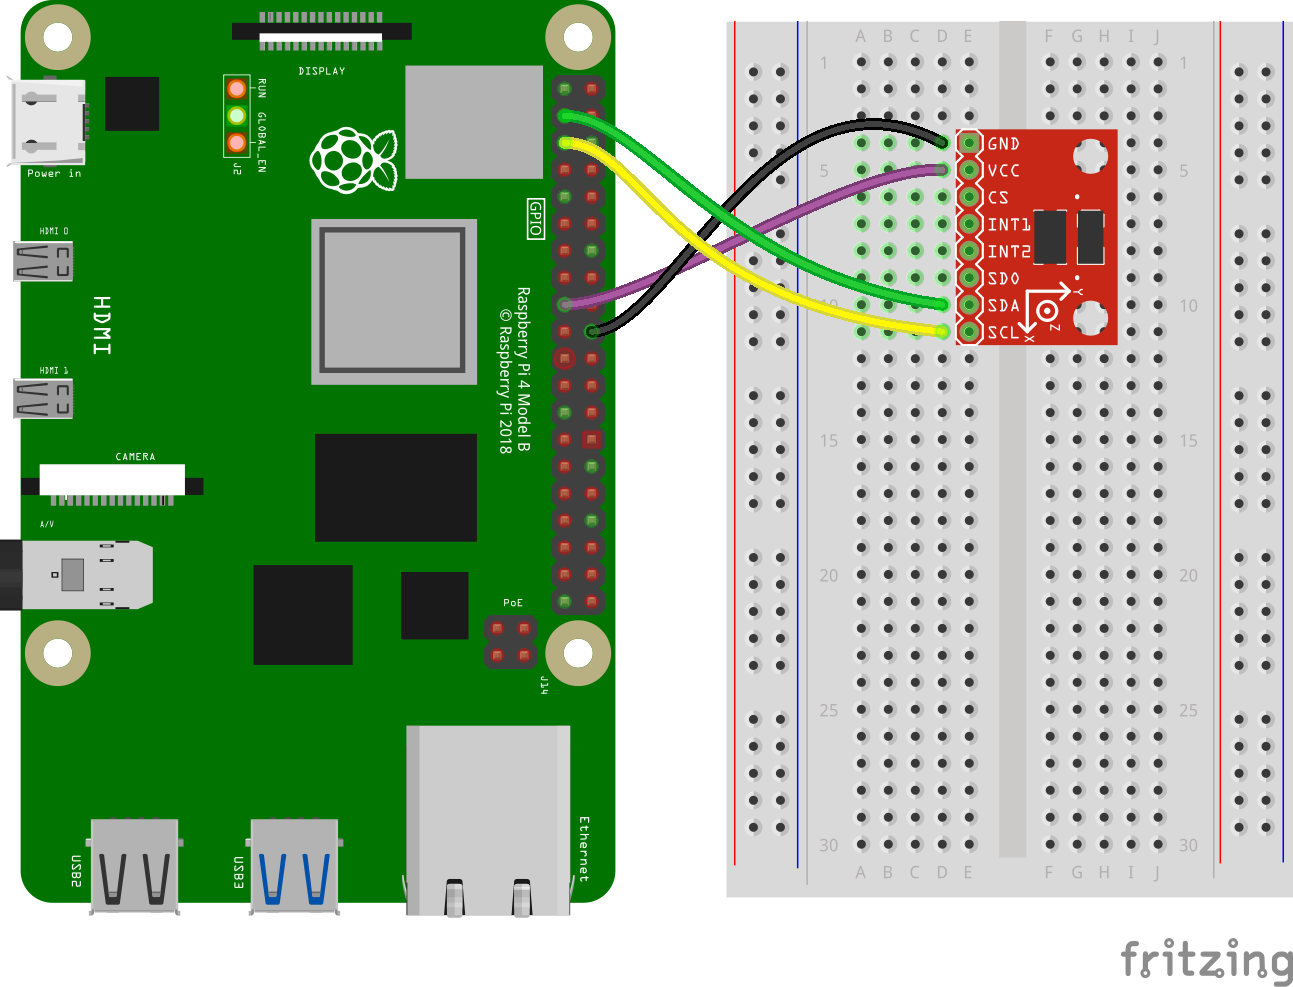 DISPLAY
RUN
GLOBAL_EN
J2
Power in
GPIO
HDMI 0
HDMI
HDMI 1
Raspberry Pi 4 Model B
© Raspberry Pi 2018
CAMERA
A/V
PoE
J14
USB2
USB3
Ethernet
A B C D E F G H I J
1 1
5 5
10 10
15 15
20 20
25 25
30 30
A B C D E F G H I J
GND
VCC
CS
INT1
INT2
SDO
SDA
SCL
X
Y
Z
fritzing